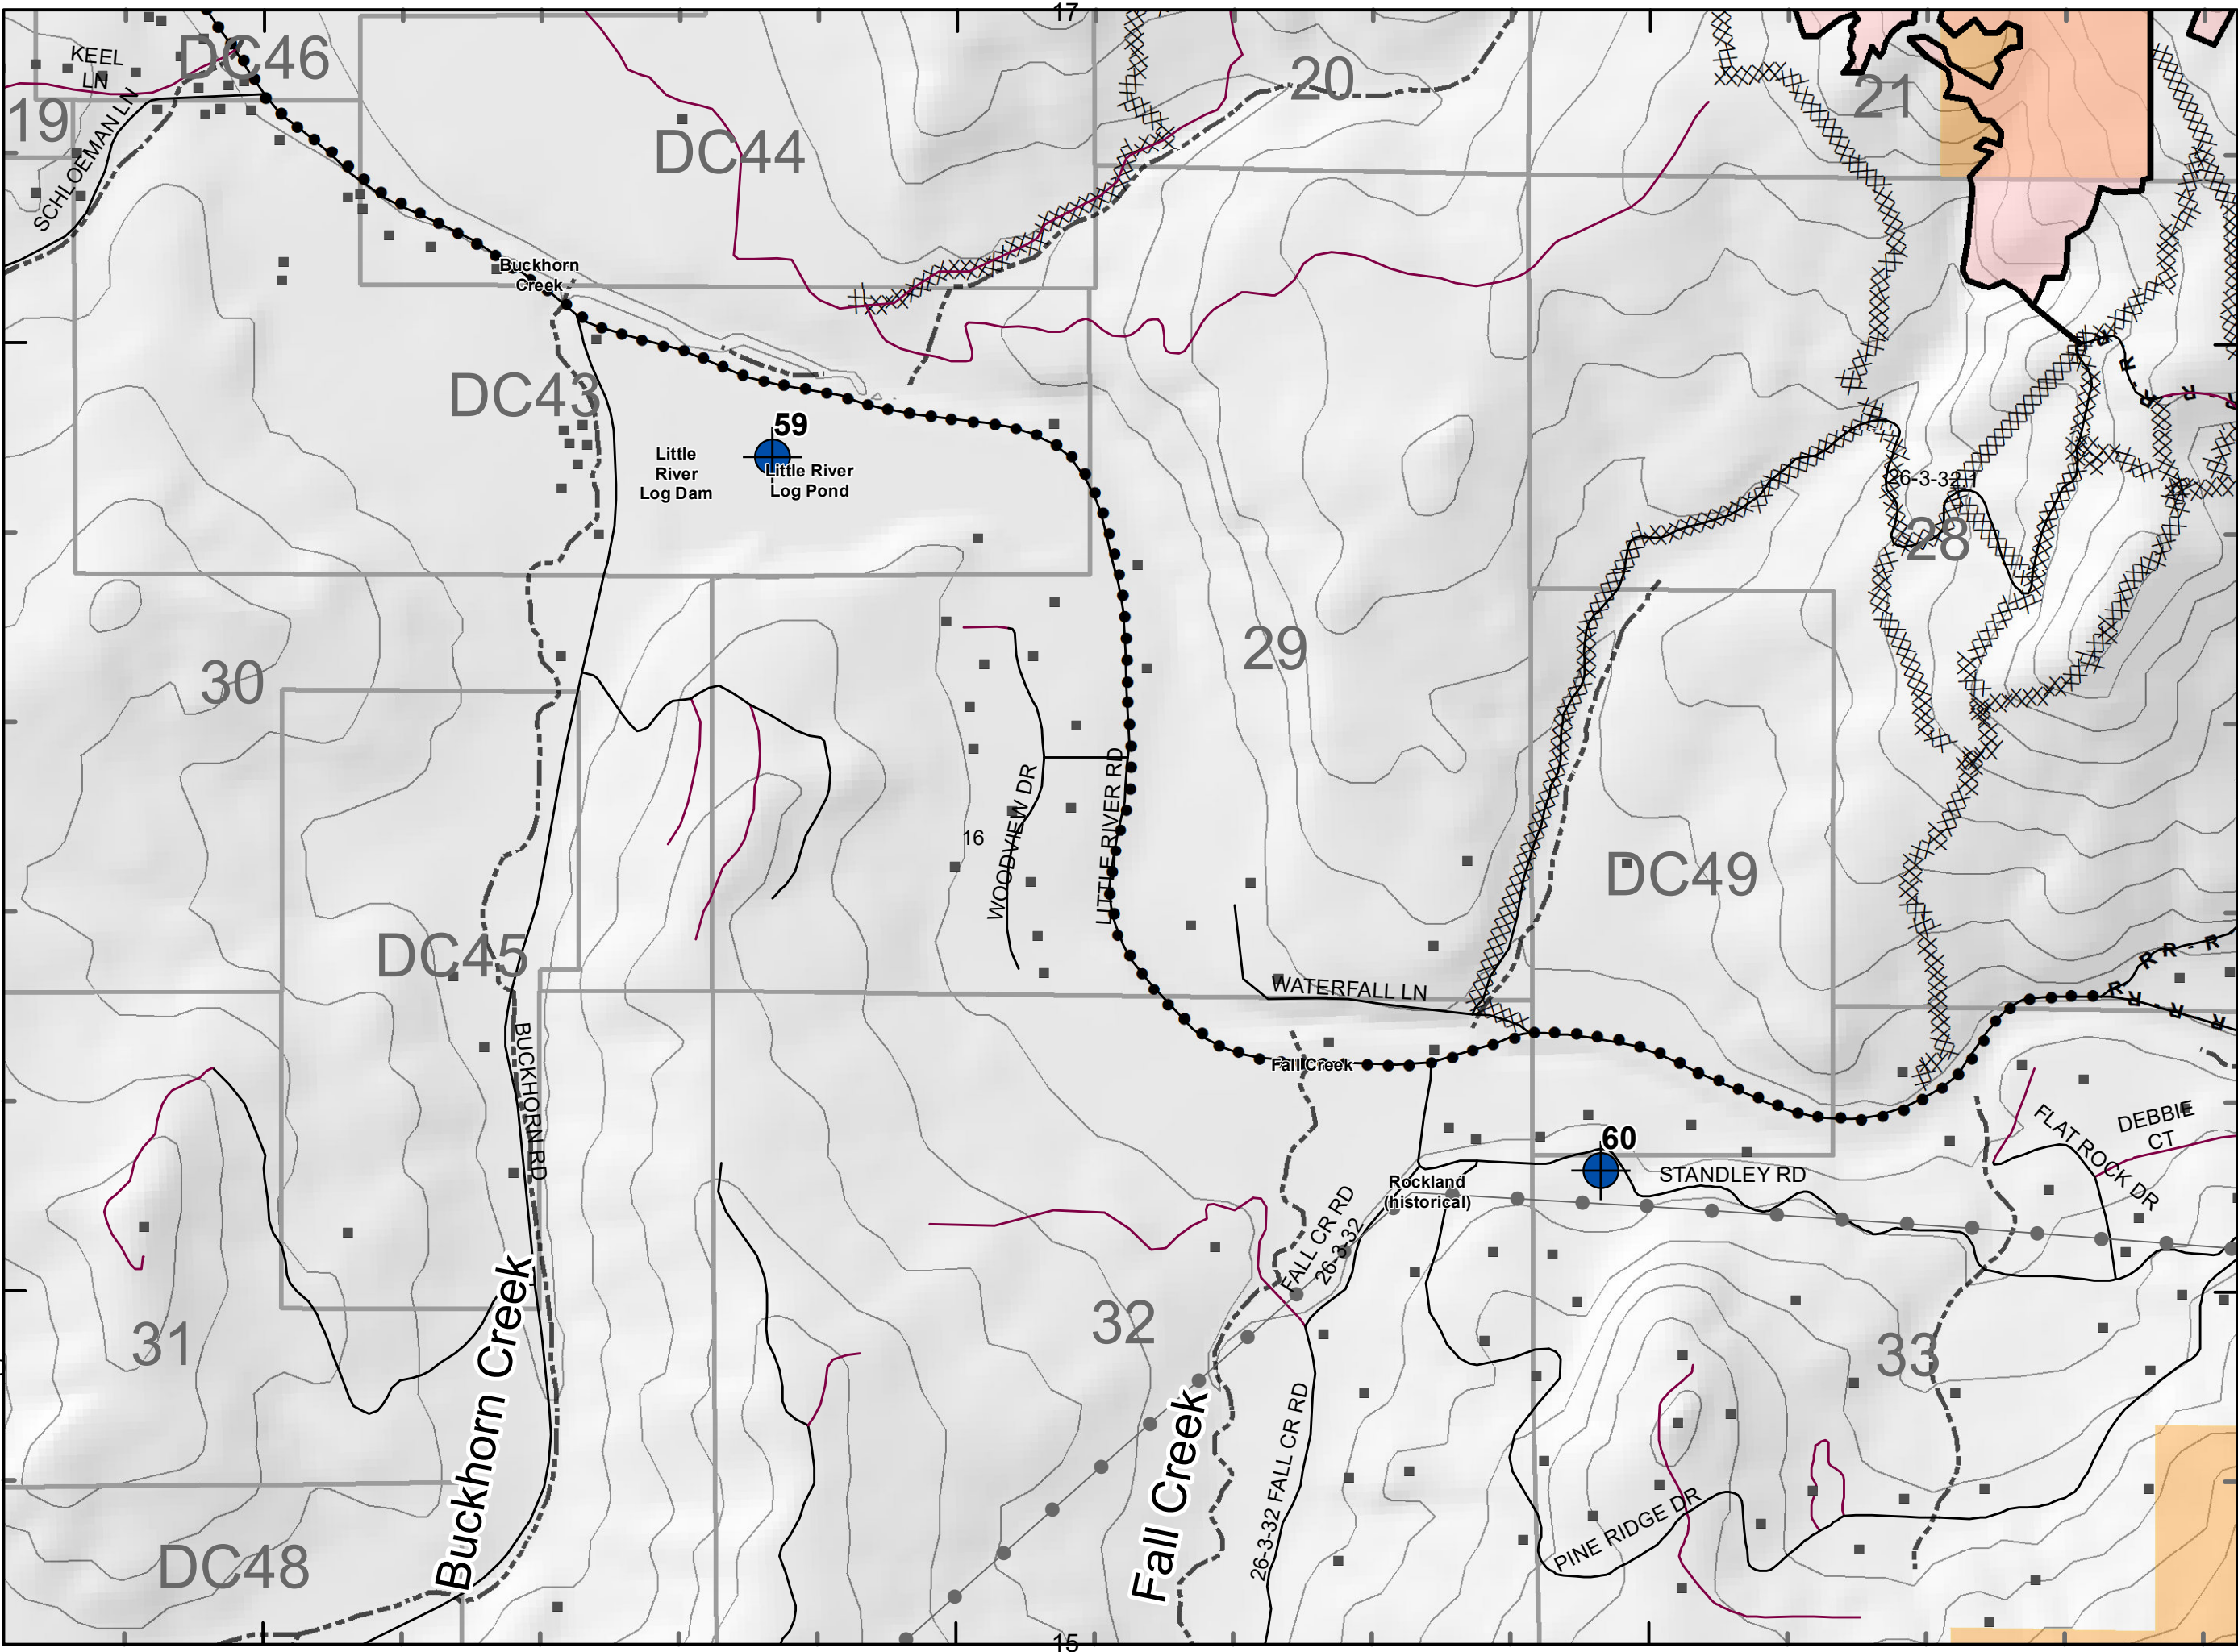 17
KEEL
LN
DC46
20
21
19
SCHLOEMAN LN
DC44
Buckhorn
Creek
R
R - R
R - R - R
DC43
59
Little
River
Log Dam
Little River
Log Pond
26-3-32.1
28
29
30
WOODVIEW DR
LITTLE RIVER RD
16
DC49
DC45
WATERFALL LN
R R - R
R R - R
BUCKHORN RD
Fall Creek
FLAT ROCK DR
DEBBIE
CT
60
STANDLEY RD
Rockland
(historical)
FALL CR RD
26-3-32
31
32
33
Buckhorn Creek
Fall Creek
26-3-32 FALL CR RD
PINE RIDGE DR
DC48
15